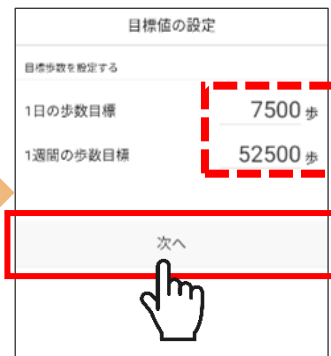 目標値の設定
目標歩数を設定する
1日の歩数目標 7500 歩
1週間の歩数目標 52500 歩
次へ